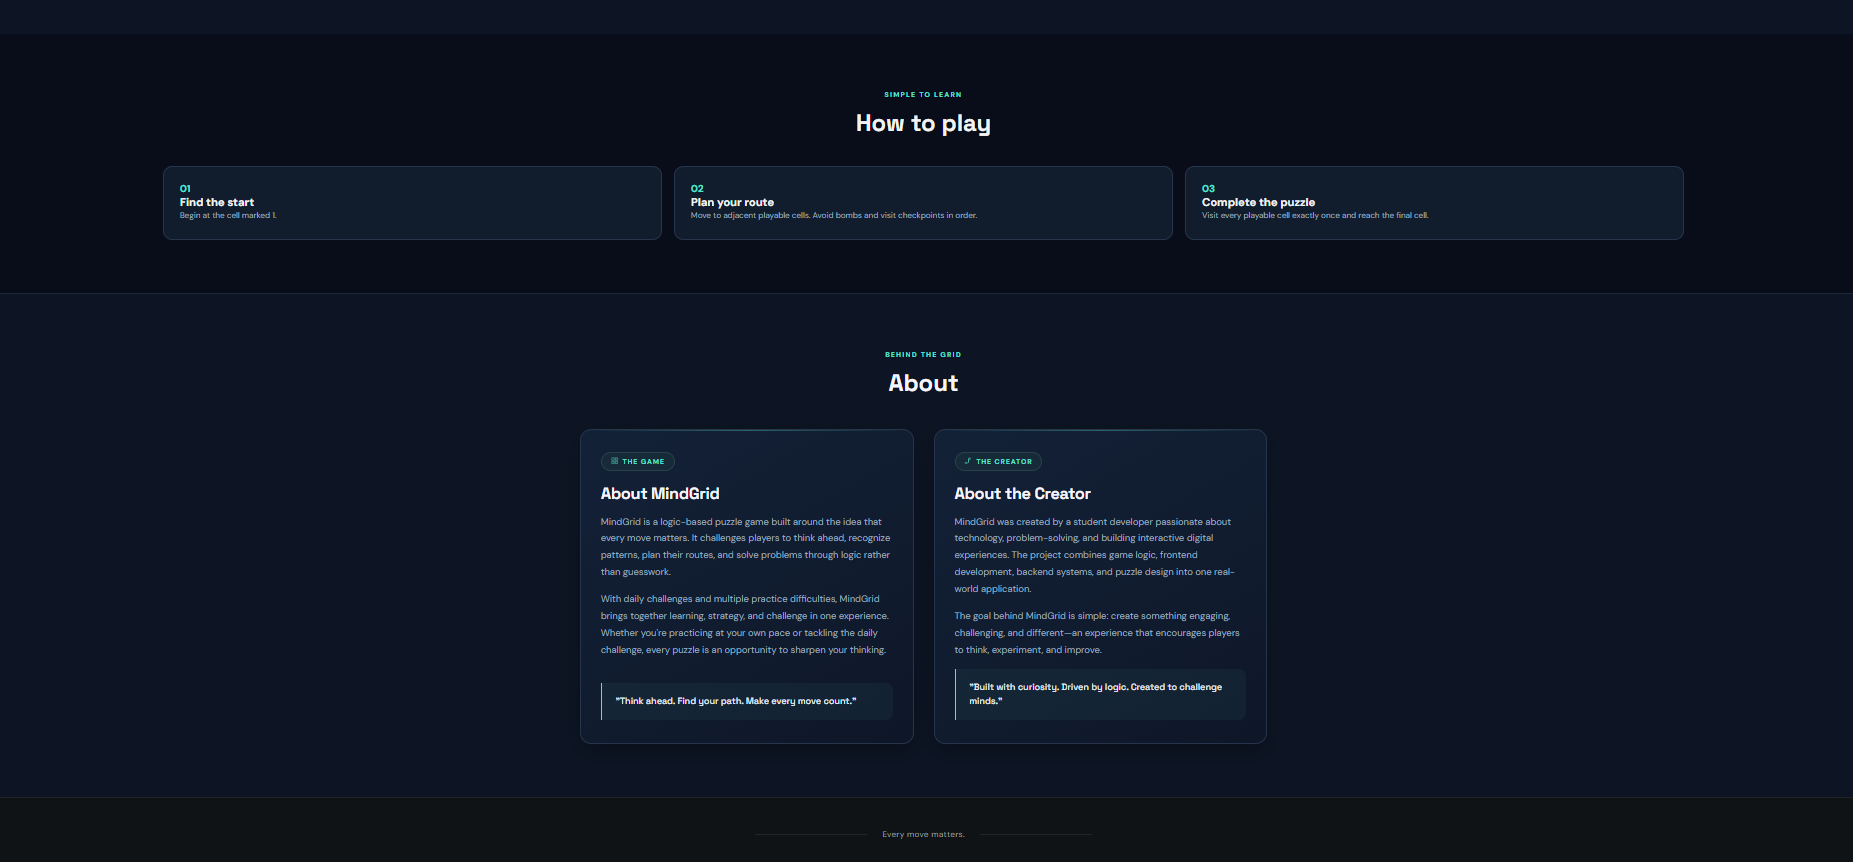 SIMPLE TO LEARN
How to play
01
Find the start
Begin at the cell marked 1.
02
Plan your route
Move to adjacent playable cells. Avoid bombs and visit checkpoints in order.
03
Complete the puzzle
Visit every playable cell exactly once and reach the final cell.
BEHIND THE GRID
About
THE GAME
About MindGrid
MindGrid is a logic-based puzzle game built around the idea that
every move matters. It challenges players to think ahead, recognize
patterns, plan their routes, and solve problems through logic rather
than guesswork.
With daily challenges and multiple practice difficulties, MindGrid
brings together learning, strategy, and challenge in one experience.
Whether you're practicing at your own pace or tackling the daily
challenge, every puzzle is an opportunity to sharpen your thinking.
"Think ahead. Find your path. Make every move count."
THE CREATOR
About the Creator
MindGrid was created by a student developer passionate about
technology, problem-solving, and building interactive digital
experiences. The project combines game logic, frontend
development, backend systems, and puzzle design into one real-
world application.
The goal behind MindGrid is simple: create something engaging,
challenging, and different—an experience that encourages players
to think, experiment, and improve.
"Built with curiosity. Driven by logic. Created to challenge
minds."
Every move matters.